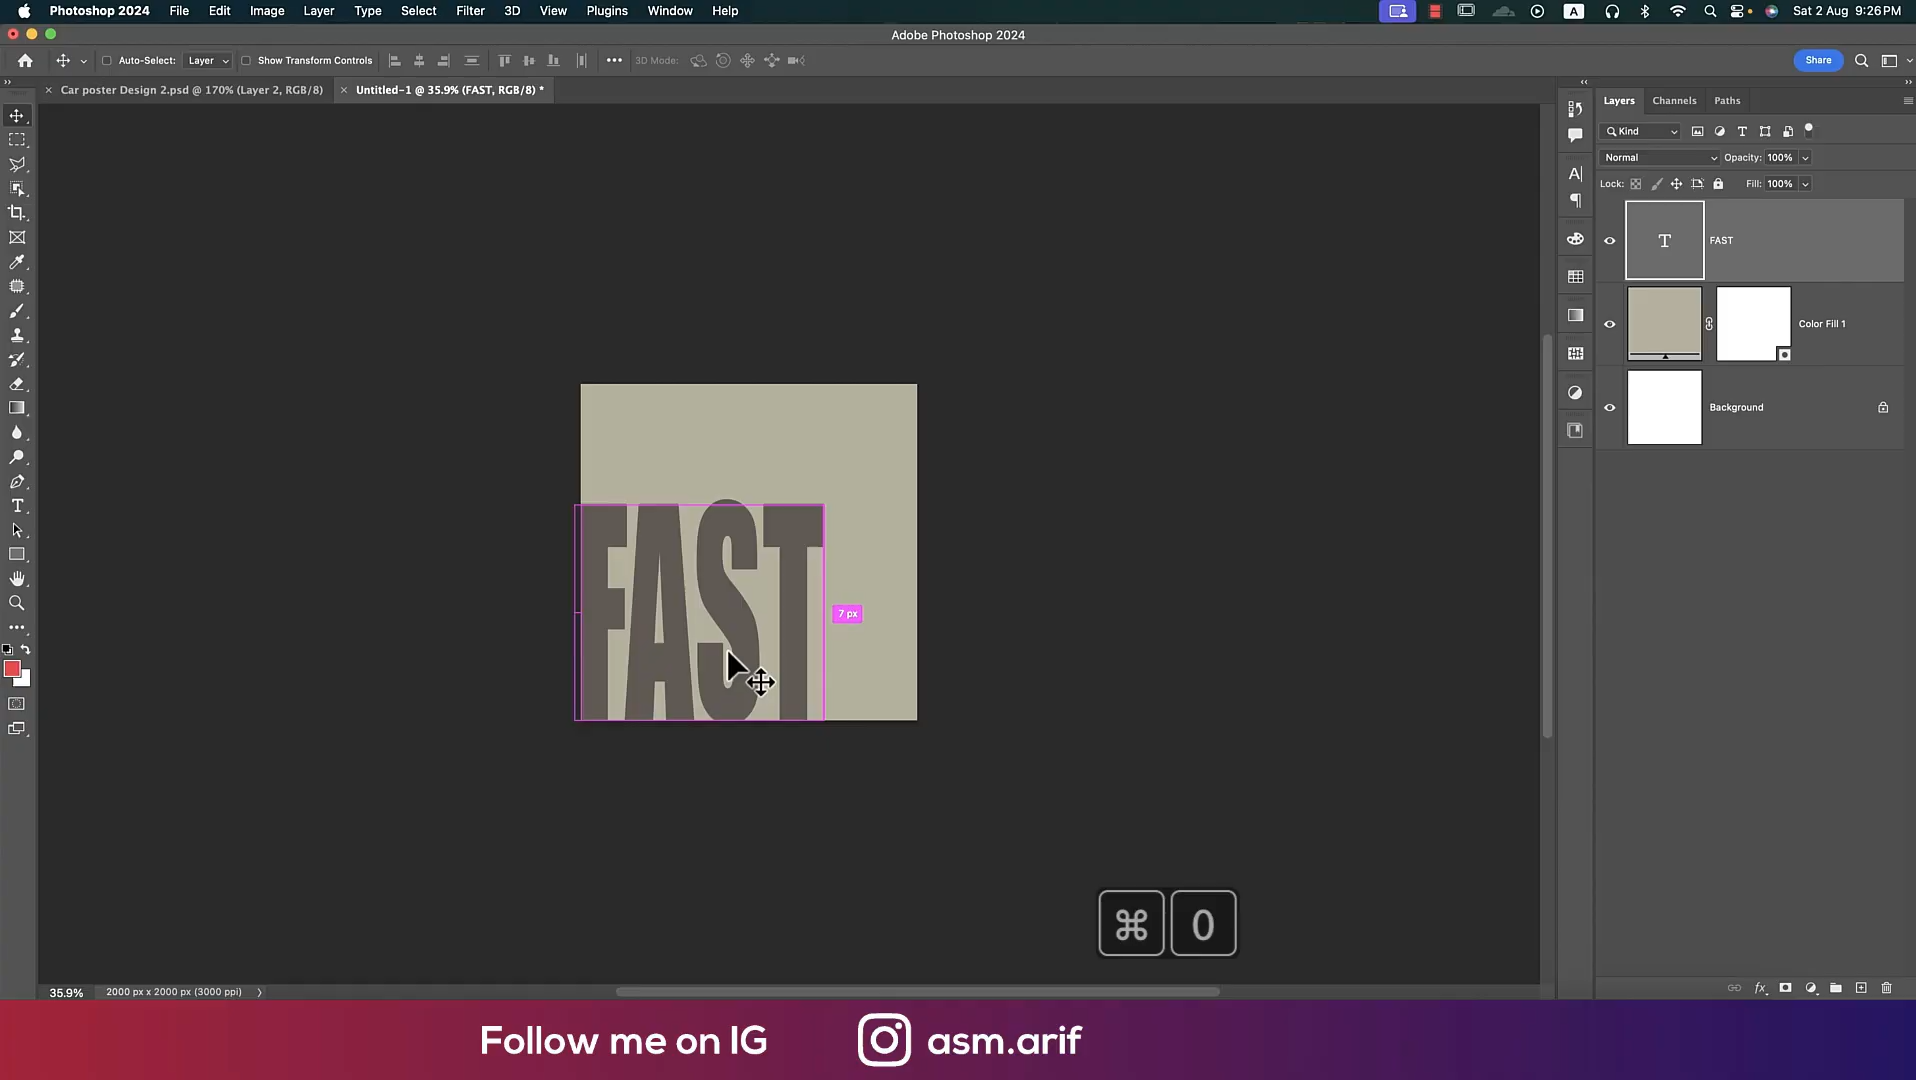 Photoshop 2024 File Edit Image Layer Type Select Filter 3D View Plugins Window Help A Sat 2 Aug 9:26 PM
Adobe Photoshop 2024
Auto-Select: Layer Show Transform Controls 3D Mode: Share
Car poster Design 2.psd @ 170% (Layer 2, RGB/8) Untitled-1 @ 35.9% (FAST, RGB/8) *
Layers Channels Paths
Kind
Normal Opacity: 100%
Lock: Fill: 100%
FAST
Color Fill 1
Background
FAST
7 px
⌘ 0
35.9% 2000 px x 2000 px (3000 ppi)
Follow me on IG asm.arif